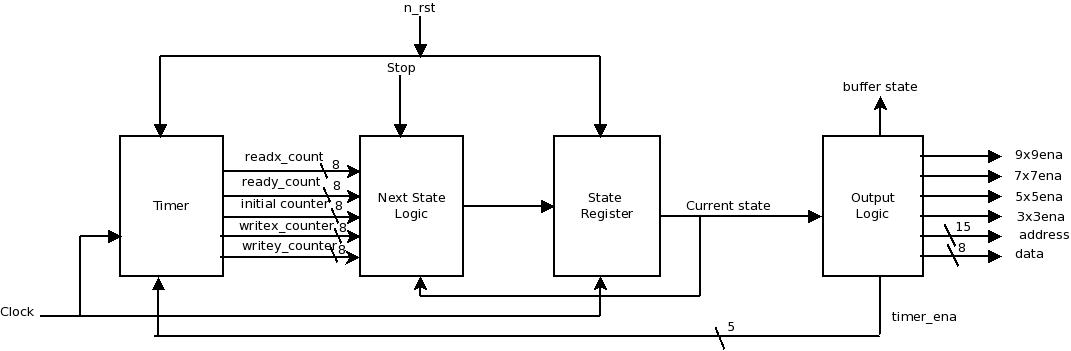 n_rst
Stop
buffer state
readx_count
8
ready_count
8
initial counter
8
writex_counter
8
writey_counter
8
Timer
Next State
Logic
State
Register
Current state
Output
Logic
9x9ena
7x7ena
5x5ena
3x3ena
15
address
8
data
Clock
timer_ena
5